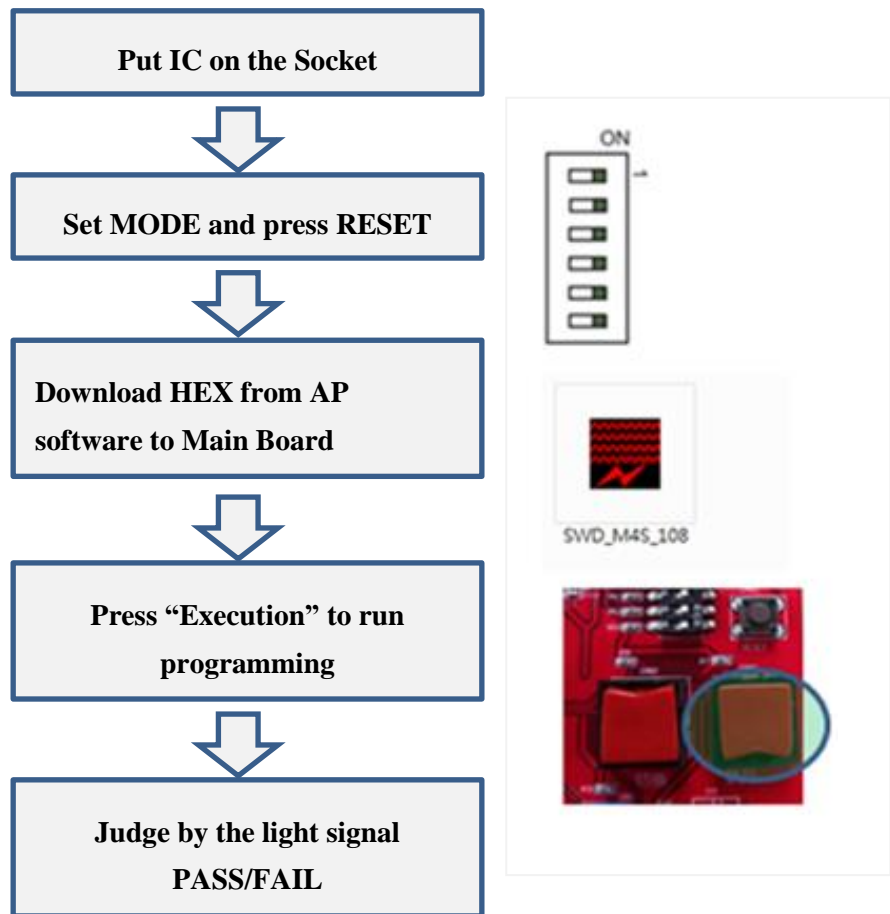 Put IC on the Socket
Set MODE and press RESET
Download HEX from AP
software to Main Board
Press “Execution” to run
programming
Judge by the light signal
PASS/FAIL
ON
1
SWD_M4S_108